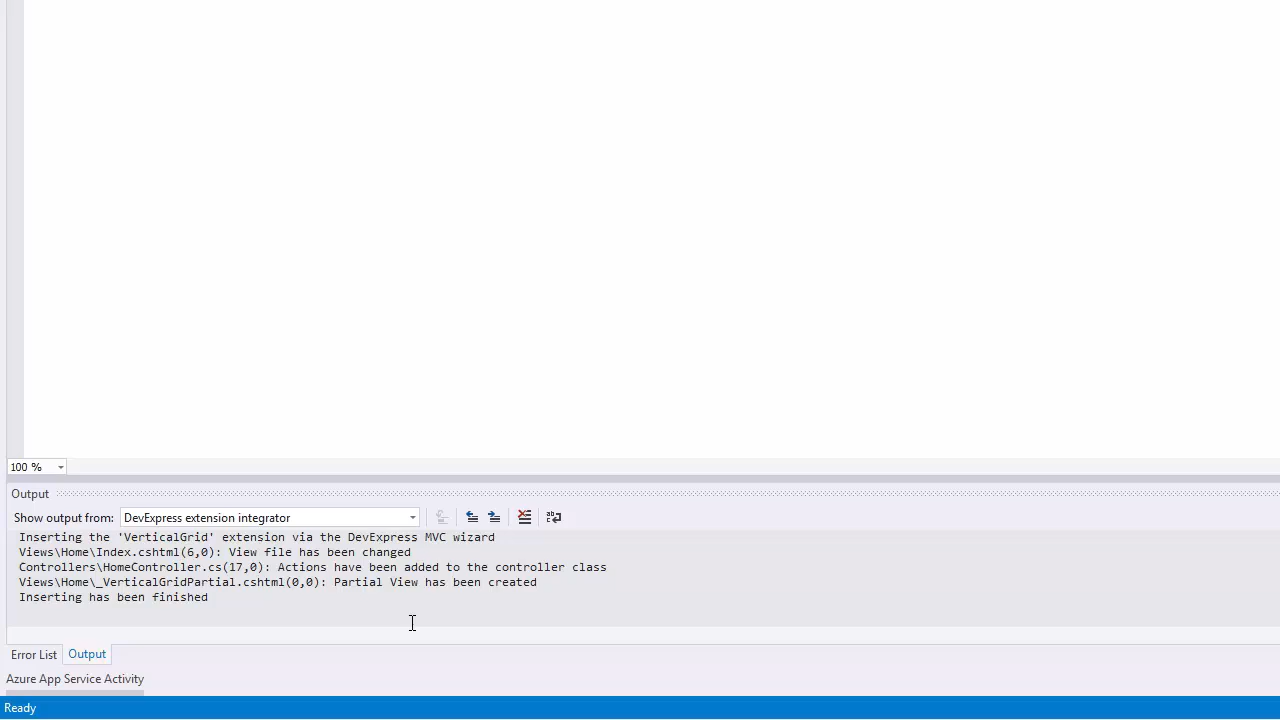 100 %
Output
Show output from: DevExpress extension integrator
Inserting the 'VerticalGrid' extension via the DevExpress MVC wizard
Views\Home\Index.cshtml(6,0): View file has been changed
Controllers\HomeController.cs(17,0): Actions have been added to the controller class
Views\Home\_VerticalGridPartial.cshtml(0,0): Partial View has been created
Inserting has been finished
Error List Output
Azure App Service Activity
Ready